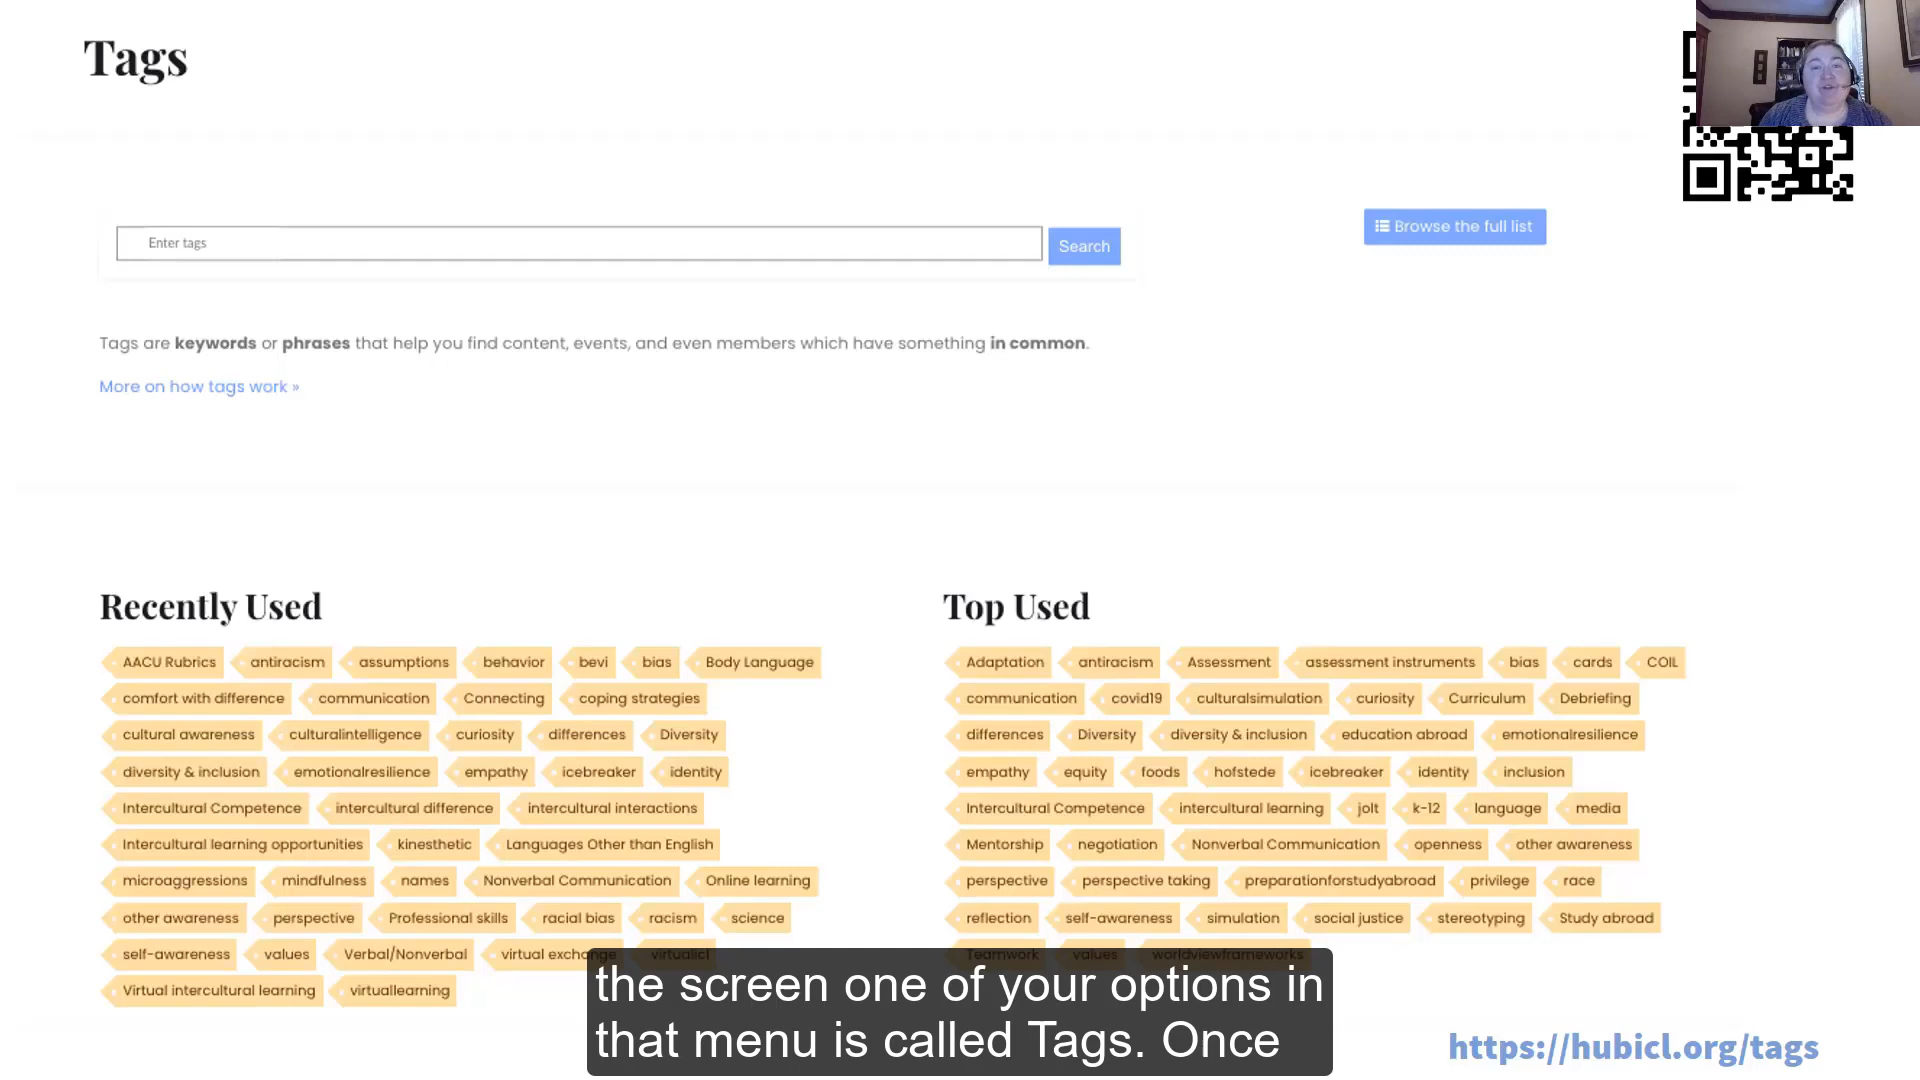 Tags
Enter tags
Search
Browse the full list
Tags are keywords or phrases that help you find content, events, and even members which have something in common.
More on how tags work »
Recently Used
AACU Rubrics antiracism assumptions behavior bevi bias Body Language
comfort with difference communication Connecting coping strategies
cultural awareness culturalintelligence curiosity differences Diversity
diversity & inclusion emotionalresilience empathy icebreaker identity
Intercultural Competence intercultural difference intercultural interactions
Intercultural learning opportunities kinesthetic Languages Other than English
microaggressions mindfulness names Nonverbal Communication Online learning
other awareness perspective Professional skills racial bias racism science
self-awareness values Verbal/Nonverbal virtual exchange virtualicl
Virtual intercultural learning virtuallearning
Top Used
Adaptation antiracism Assessment assessment instruments bias cards COIL
communication covid19 culturalsimulation curiosity Curriculum Debriefing
differences Diversity diversity & inclusion education abroad emotionalresilience
empathy equity foods hofstede icebreaker identity inclusion
Intercultural Competence intercultural learning jolt k-12 language media
Mentorship negotiation Nonverbal Communication openness other awareness
perspective perspective taking preparationforstudyabroad privilege race
reflection self-awareness simulation social justice stereotyping Study abroad
Teamwork values worldviewframeworks
the screen one of your options in
that menu is called Tags. Once
https://hubicl.org/tags